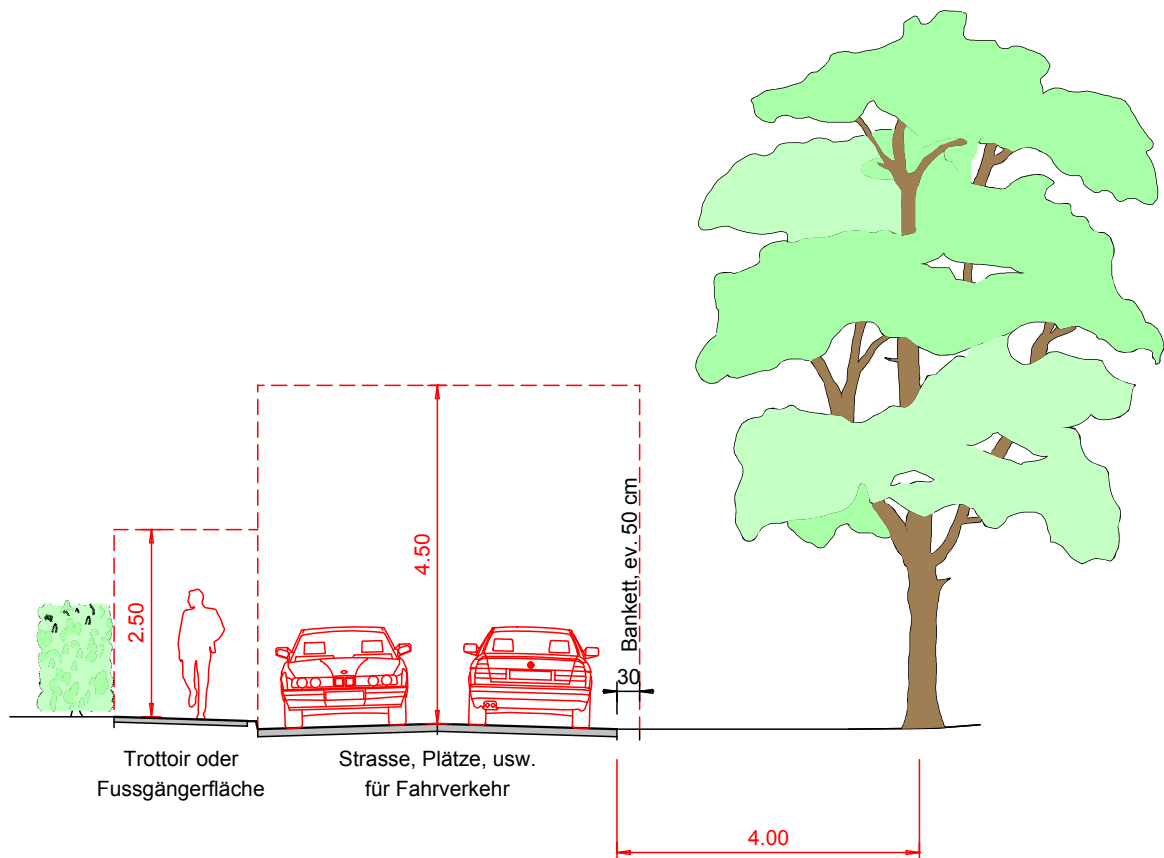 4.50
Bankett, ev. 50 cm
2.50
30
Trottoir oder
Fussgängerfläche
Strasse, Plätze, usw.
für Fahrverkehr
4.00